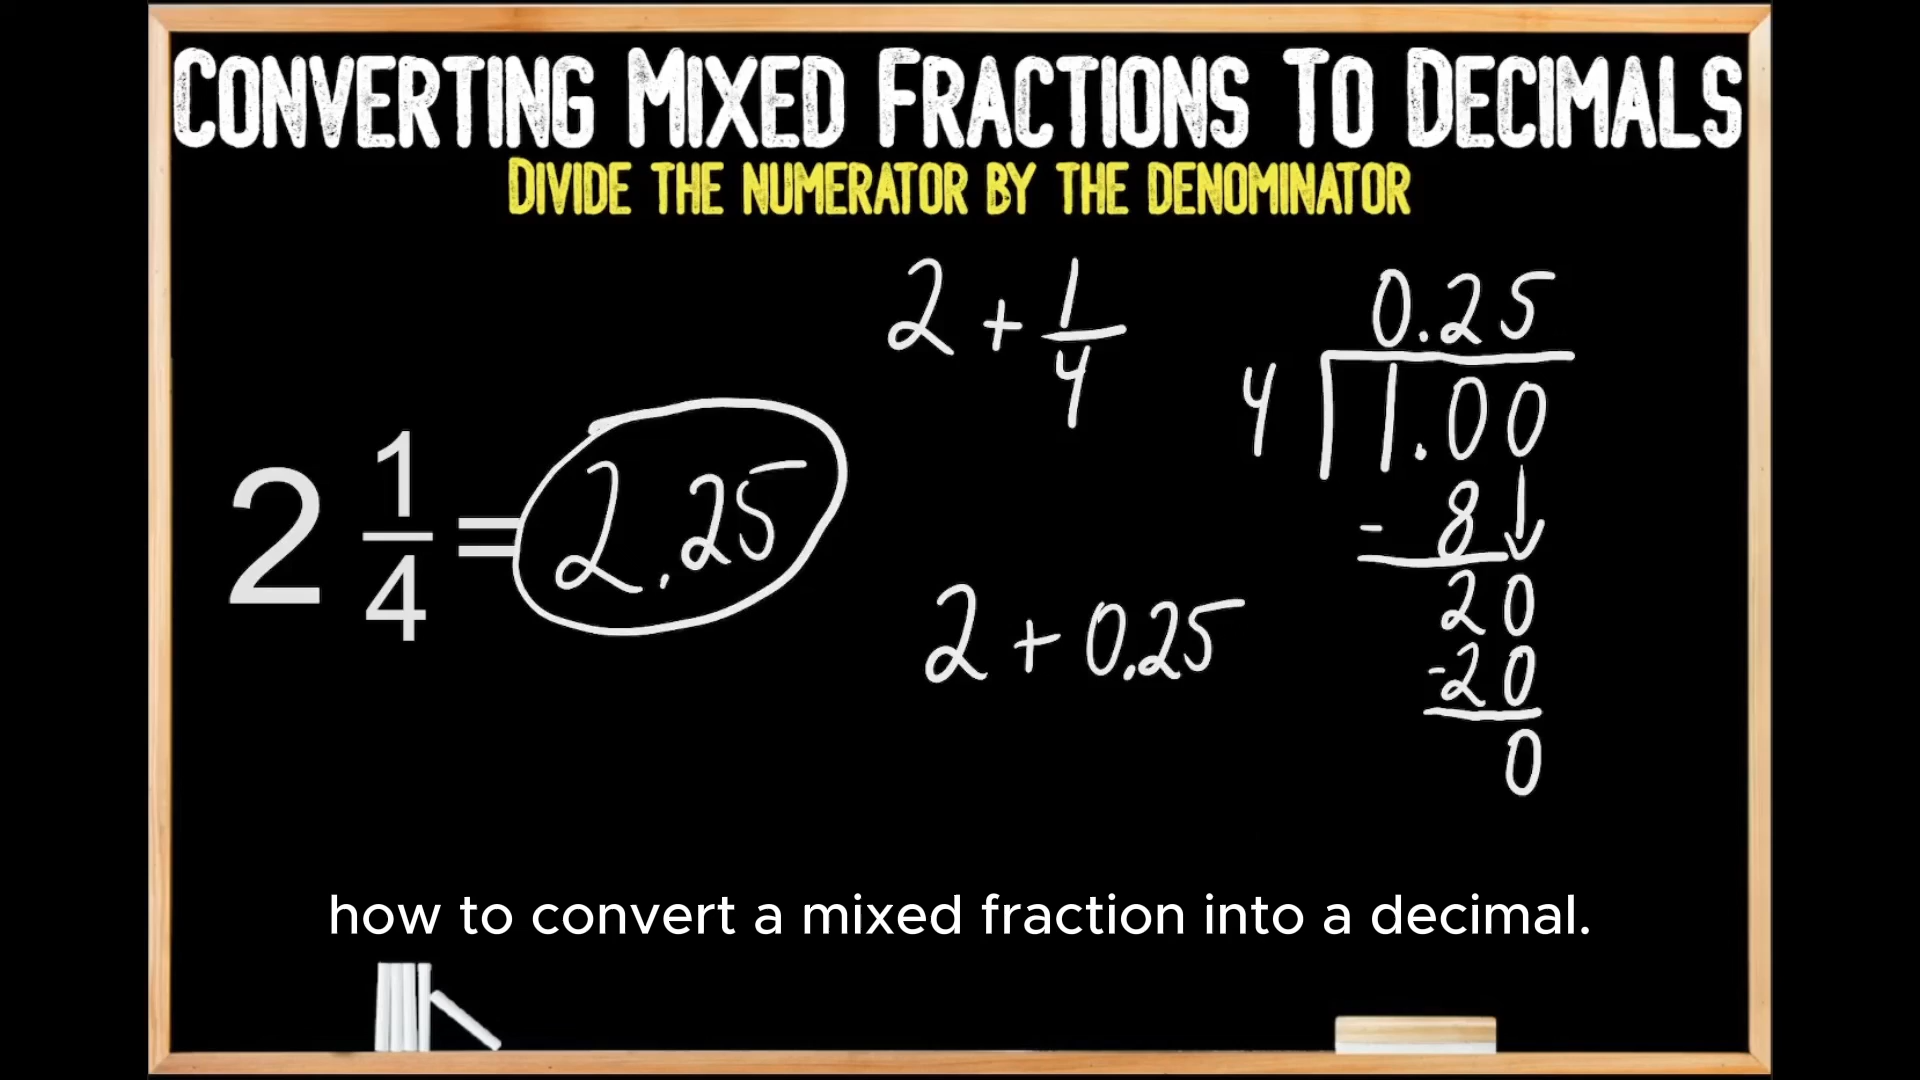 CONVERTING MIXED FRACTIONS TO DECIMALS
DIVIDE THE NUMERATOR BY THE DENOMINATOR
2 1/4 = 2.25
2 + 1/4
2 + 0.25
0.25
4 1.00
- 8
20
-20
0
how to convert a mixed fraction into a decimal.